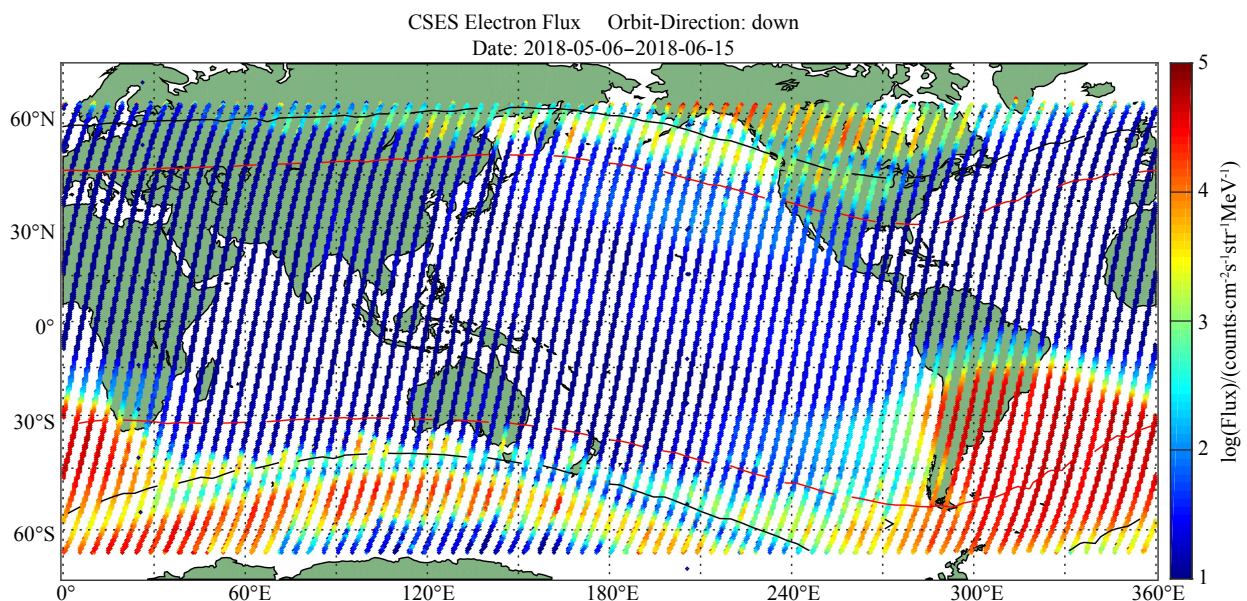 CSES Electron Flux Orbit-Direction: down
Date: 2018-05-06–2018-06-15
60°N
30°N
0°
30°S
60°S
0°
60°E
120°E
180°E
240°E
300°E
361°E
5
4
3
2
1
log(Flux)/(counts·cm⁻²s⁻¹str⁻¹MeV⁻¹)